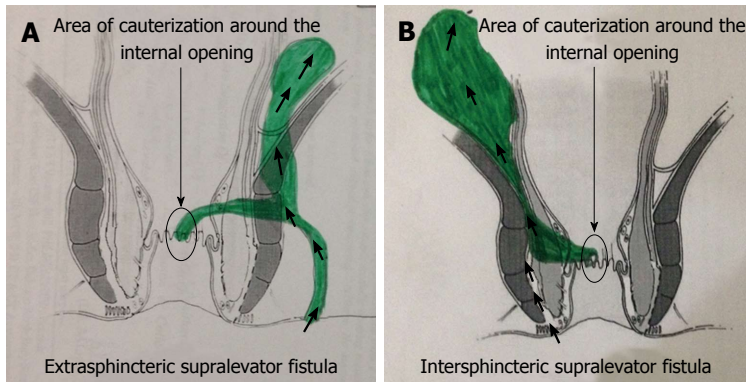 A
Area of cauterization around the
internal opening
Extrasphincteric supralevator fistula
B
Area of cauterization around the
internal opening
Intersphincteric supralevator fistula